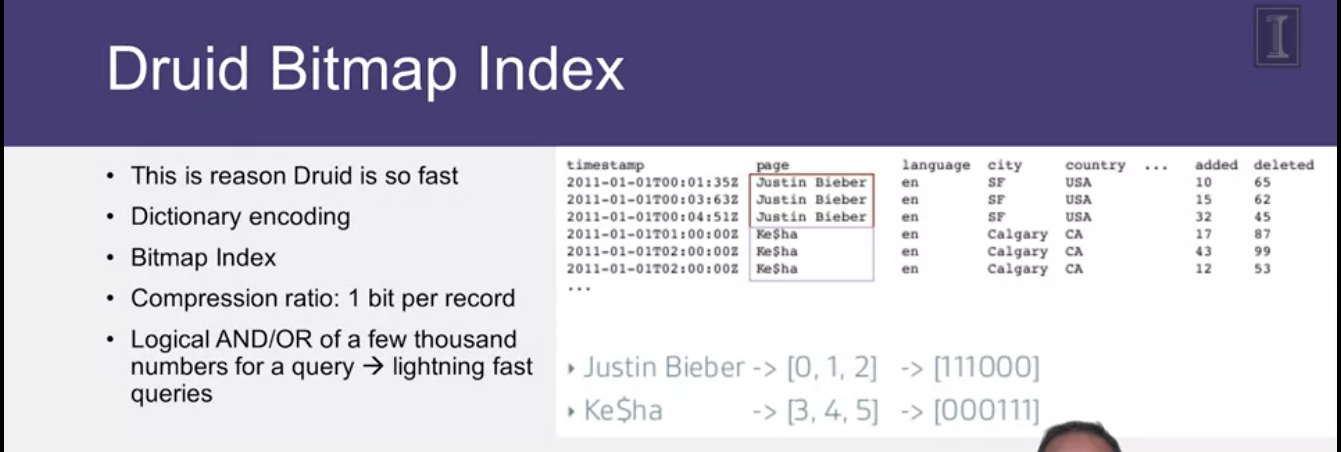 Druid Bitmap Index
I
• This is reason Druid is so fast
• Dictionary encoding
• Bitmap Index
• Compression ratio: 1 bit per record
• Logical AND/OR of a few thousand
numbers for a query → lightning fast
queries
timestamp page language city country ... added deleted
2011-01-01T00:01:35Z Justin Bieber en SF USA 10 65
2011-01-01T00:03:63Z Justin Bieber en SF USA 15 62
2011-01-01T00:04:51Z Justin Bieber en SF USA 32 45
2011-01-01T01:00:00Z Ke$ha en Calgary CA 17 87
2011-01-01T02:00:00Z Ke$ha en Calgary CA 43 99
2011-01-01T02:00:00Z Ke$ha en Calgary CA 12 53
...
‣ Justin Bieber -> [0, 1, 2] -> [111000]
‣ Ke$ha -> [3, 4, 5] -> [000111]